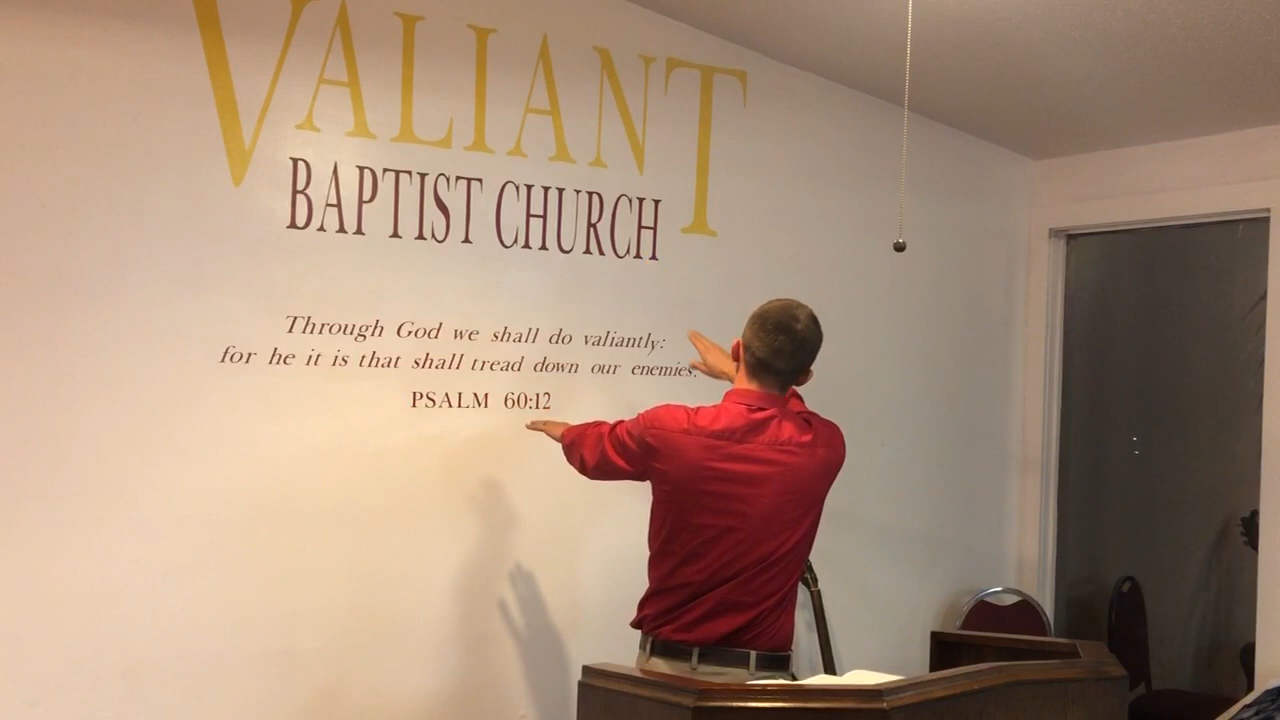 VALIANT
BAPTIST CHURCH
Through God we shall do valiantly:
for he it is that shall tread down our enemies.
PSALM 60:12